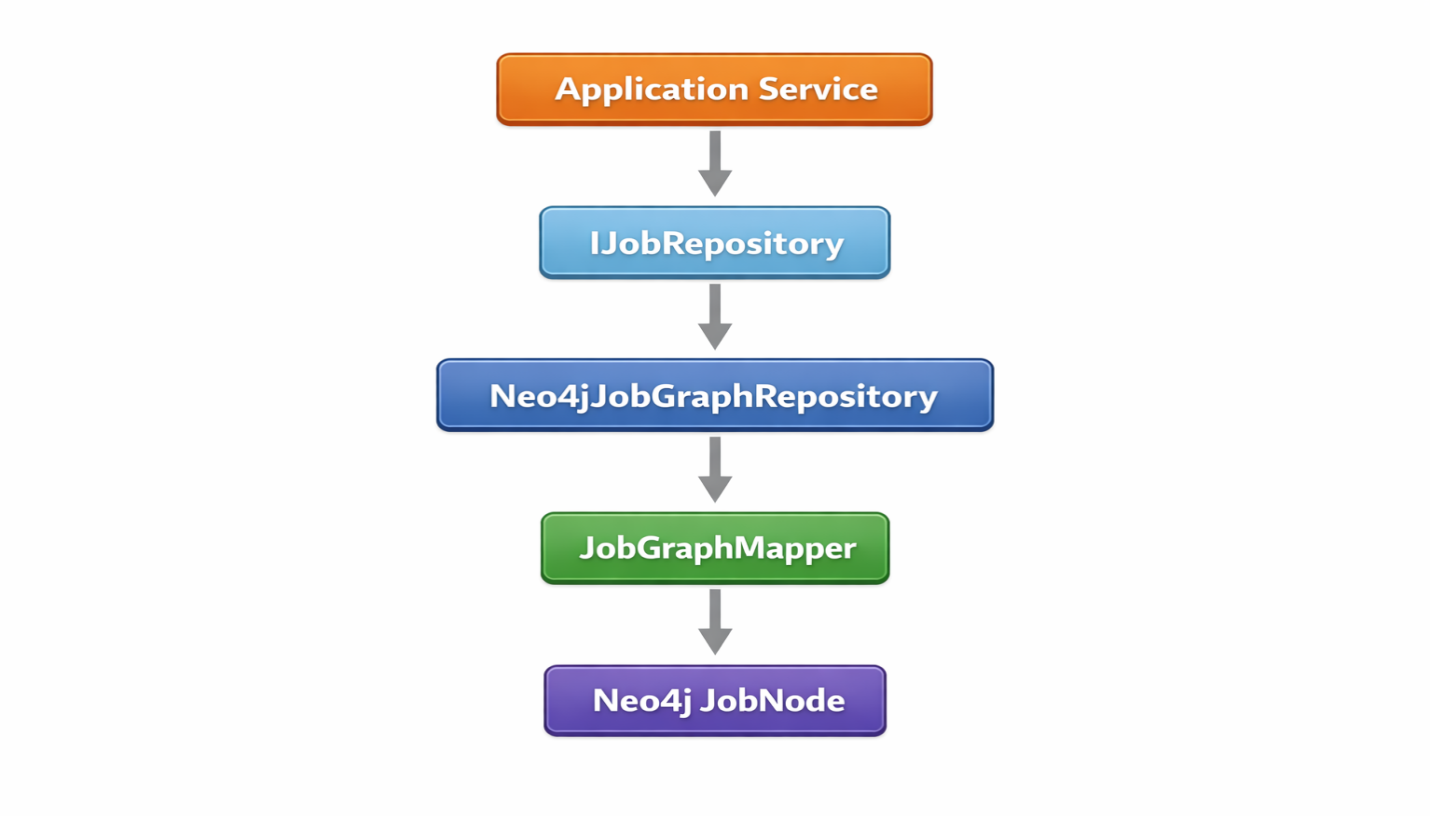 Application Service
IJobRepository
Neo4jJobGraphRepository
JobGraphMapper
Neo4j JobNode